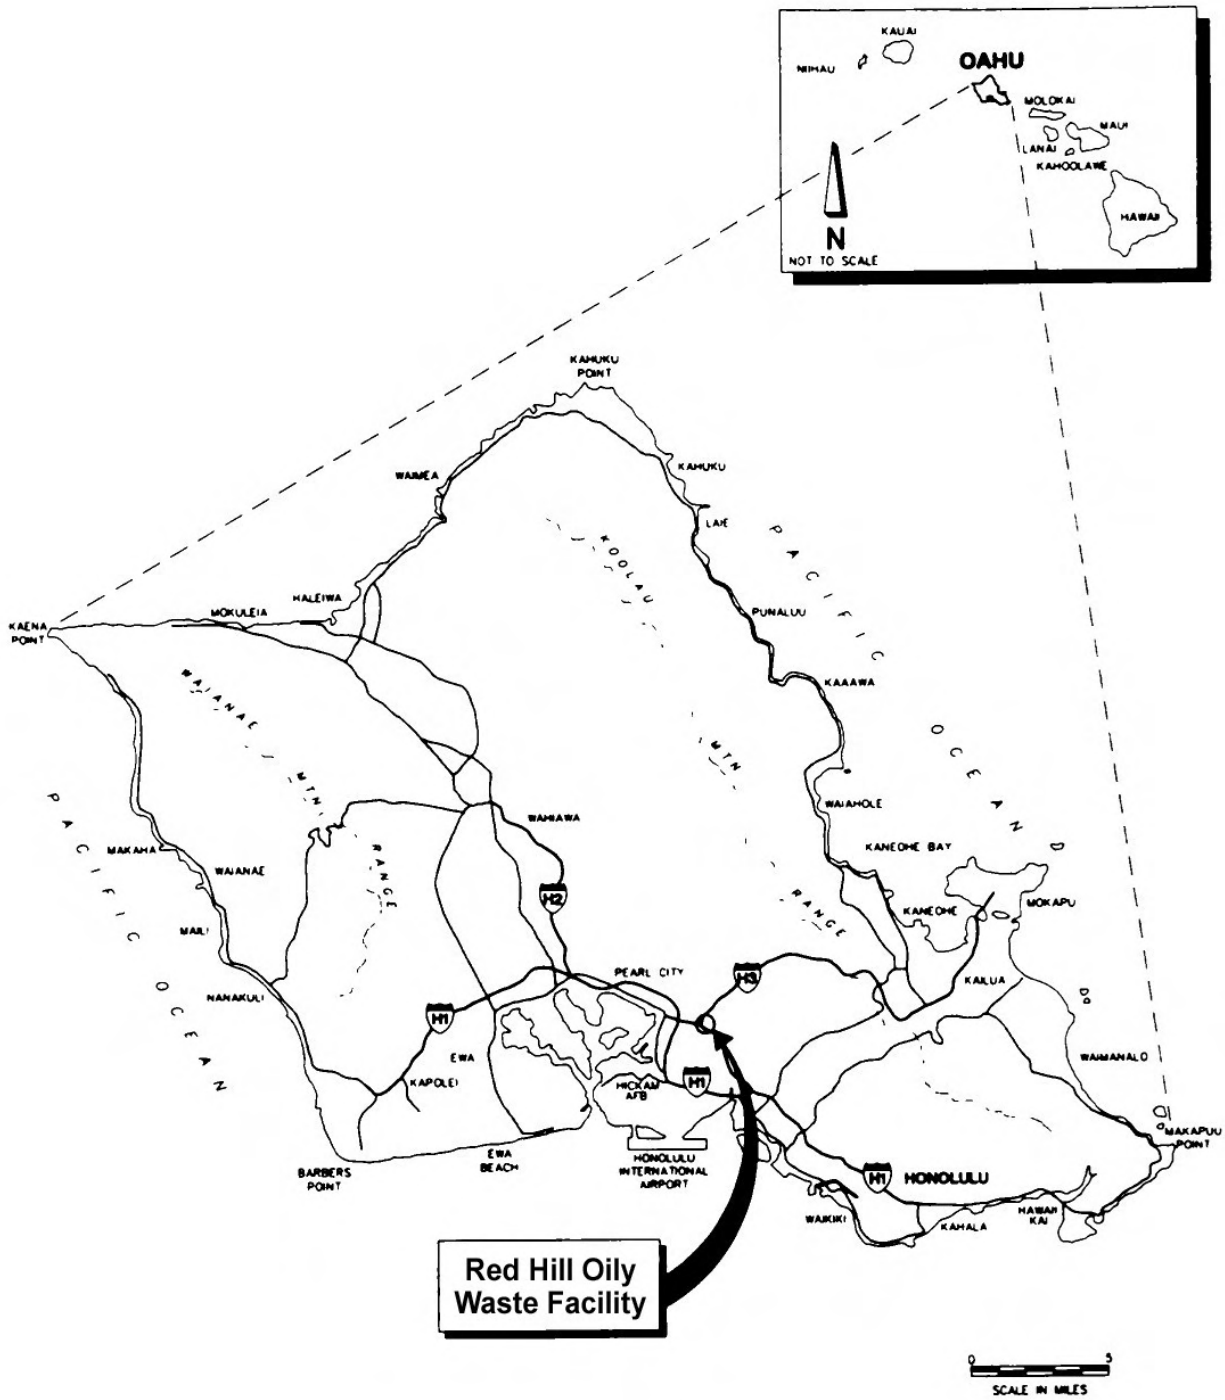 KAUAI
NIIHAU
OAHU
MOLOKAI
MAUI
LANAI
KAHOOLAWE
HAWAII
N
NOT TO SCALE
KAHUKU
POINT
WAIMEA
KAHUKU
LAIE
PACIFIC OCEAN
KOOLAU MTN RANGE
HALEIWA
MOKULEIA
KAENA
POINT
PUNALUU
KAAAWA
WAIANAE MTN RANGE
PACIFIC OCEAN
WAHIAWA
WAIAHOLE
KANEOHE BAY
MAKAHA
WAIANAE
H2
KANEOHE
MOKAPU
MAILI
PEARL CITY
H3
KAILUA
NANAKULI
H1
EWA
KAPOLEI
HICKAM
AFB
H1
WAIMANALO
MAKAPUU
POINT
BARBERS
POINT
EWA
BEACH
HONOLULU
INTERNATIONAL
AIRPORT
H1
HONOLULU
WAIKIKI
KAHALA
HAWAII
KAI
Red Hill Oily
Waste Facility
0 5
SCALE IN MILES